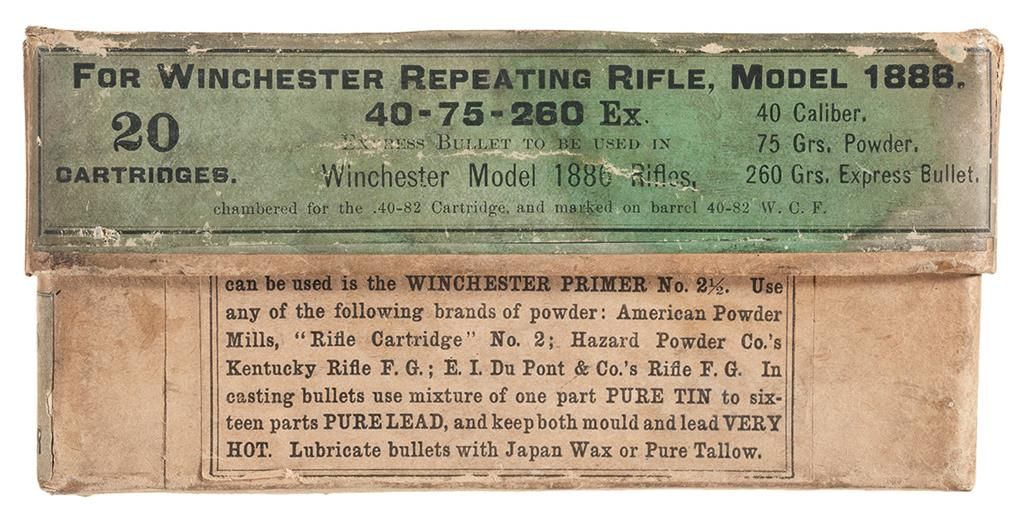 FOR WINCHESTER REPEATING RIFLE, MODEL 1886.
20
CARTRIDGES.
40-75-260 Ex.
EXPRESS BULLET TO BE USED IN
Winchester Model 1886 Rifles,
40 Caliber.
75 Grs. Powder.
260 Grs. Express Bullet.
chambered for the .40-82 Cartridge, and marked on barrel 40-82 W. C. F.
can be used is the WINCHESTER PRIMER No. 2½. Use
any of the following brands of powder: American Powder
Mills, "Rifle Cartridge" No. 2; Hazard Powder Co.'s
Kentucky Rifle F. G.; E. I. Du Pont & Co.'s Rifle F. G. In
casting bullets use mixture of one part PURE TIN to six-
teen parts PURE LEAD, and keep both mould and lead VERY
HOT. Lubricate bullets with Japan Wax or Pure Tallow.